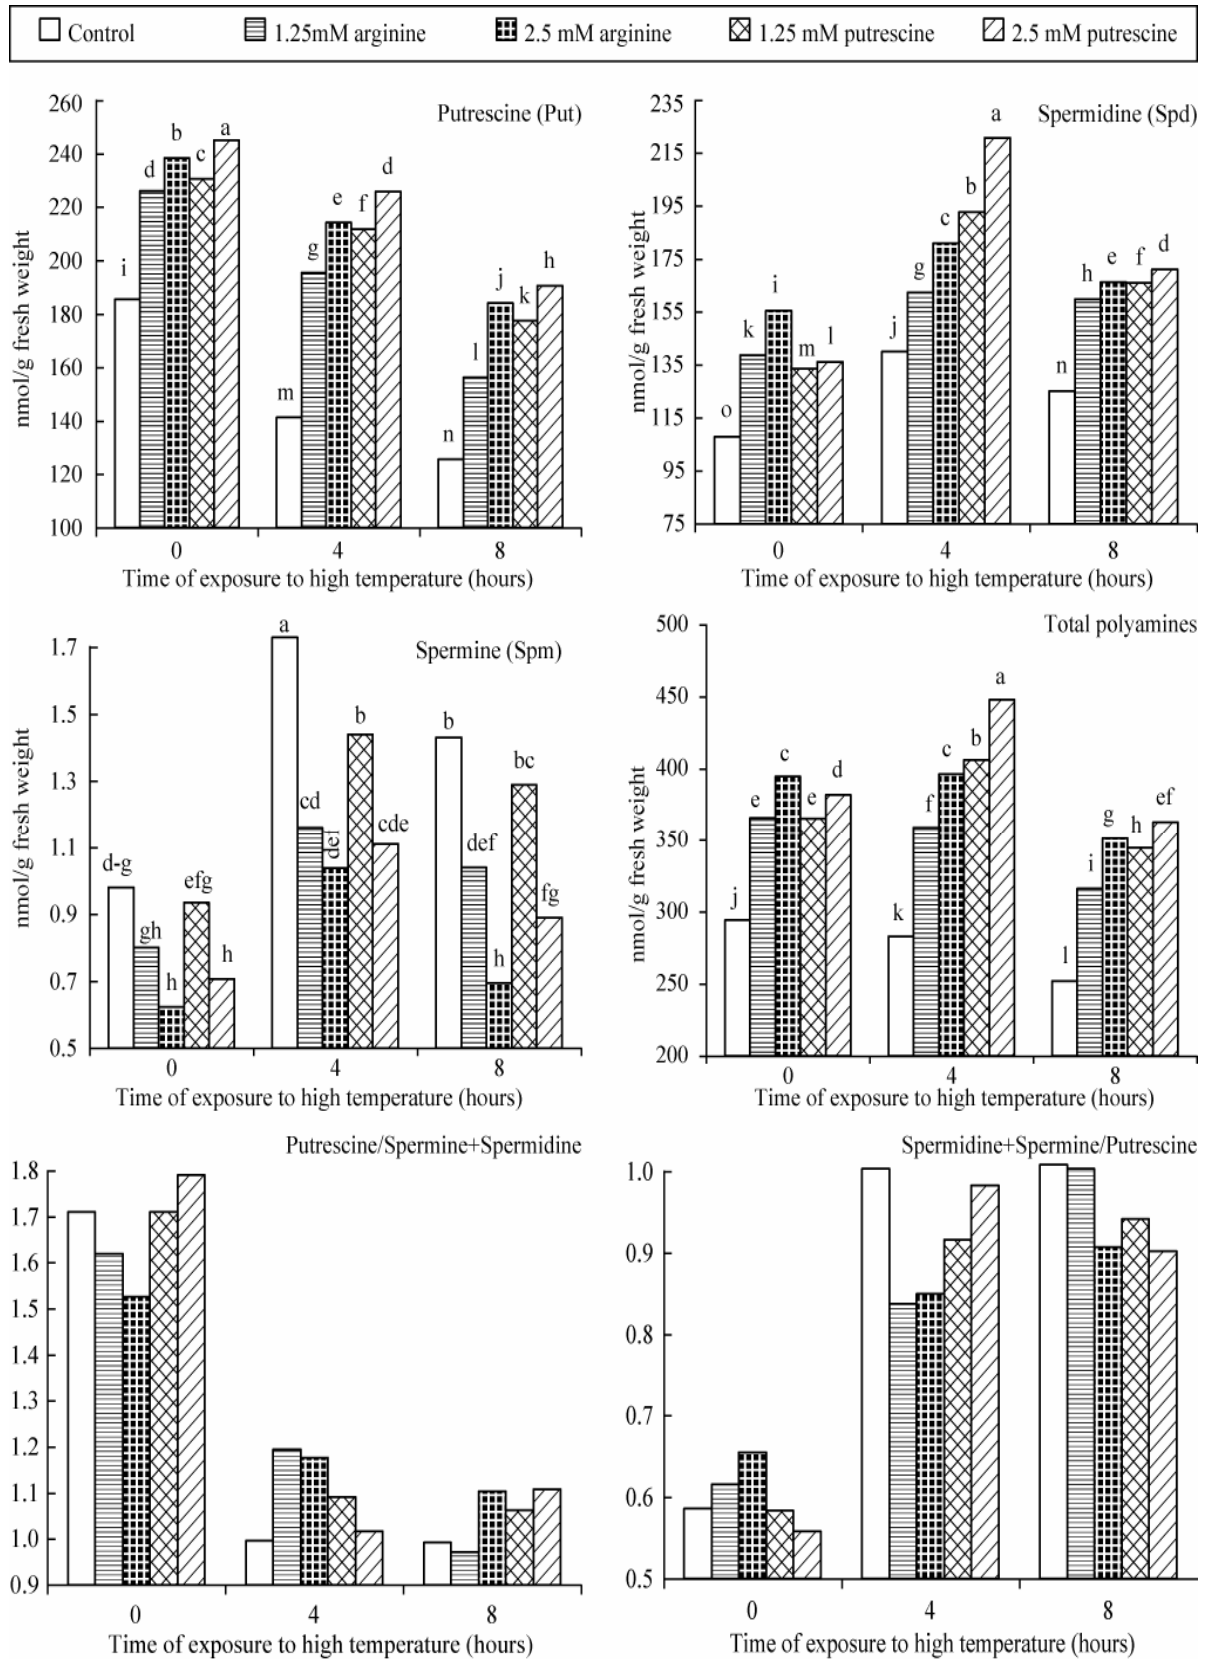 Control 1.25mM arginine 2.5 mM arginine 1.25 mM putrescine 2.5 mM putrescine
Putrescine (Put)
nmol/g fresh weight
260
240
220
200
180
160
140
120
100
i d b c a
m g e f d
n l j k h
0 4 8
Time of exposure to high temperature (hours)
Spermidine (Spd)
nmol/g fresh weight
235
215
195
175
155
135
115
95
75
o k i m l
j g c b a
n h e f d
0 4 8
Time of exposure to high temperature (hours)
Spermine (Spm)
nmol/g fresh weight
1.7
1.5
1.3
1.1
0.9
0.7
0.5
d-g gh h efg h
a cd def b cde
b def h bc fg
0 4 8
Time of exposure to high temperature (hours)
Total polyamines
nmol/g fresh weight
500
450
400
350
300
250
200
j e c e d
k f c b a
l i g h ef
0 4 8
Time of exposure to high temperature (hours)
Putrescine/Spermine+Spermidine
1.8
1.7
1.6
1.5
1.4
1.3
1.2
1.1
1.0
0.9
0 4 8
Time of exposure to high temperature (hours)
Spermidine+Spermine/Putrescine
1.0
0.9
0.8
0.7
0.6
0.5
0 4 8
Time of exposure to high temperature (hours)